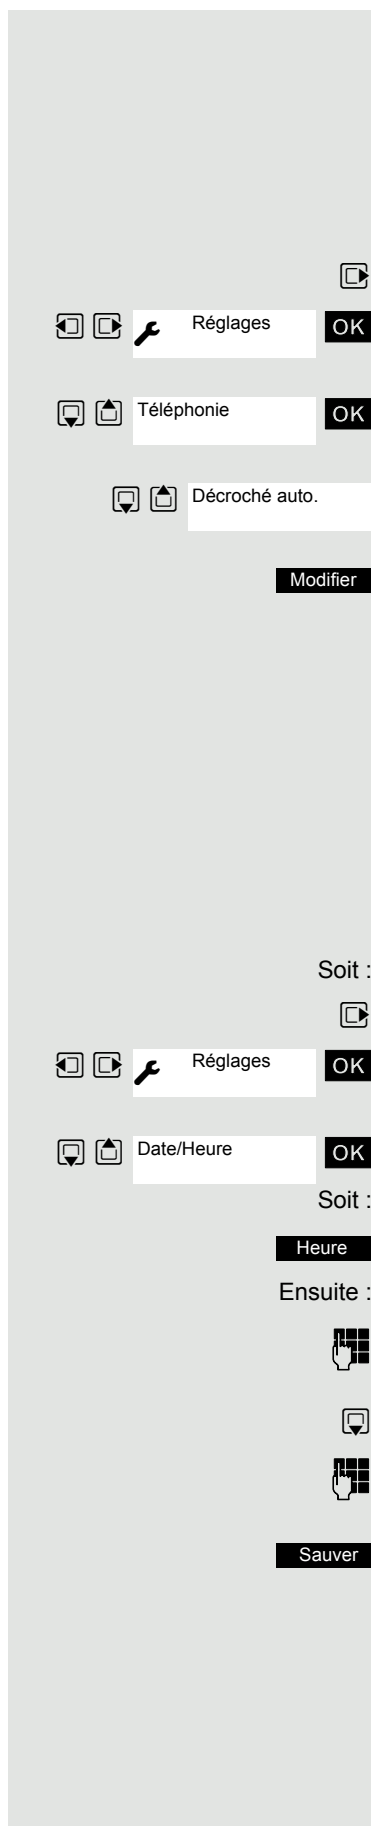 Réglages OK
Téléphonie OK
Décroché auto.
Modifier
Soit :
Réglages OK
Date/Heure OK
Soit :
Heure
Ensuite :
Sauver